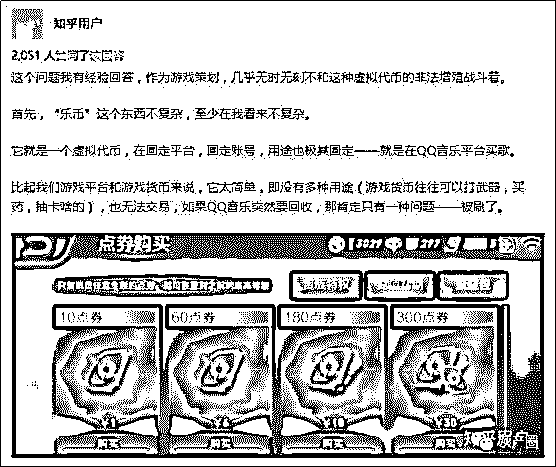 知乎用户
2,051 人赞同了该回答
这个问题我有经验回答，作为游戏策划，几乎无时无刻不和这种虚拟代币的非法增殖战斗着。
首先，“乐币”这个东西不复杂，至少在我看来不复杂。
它就是一个虚拟代币，在固定平台，固定账号，用途也极其固定——就是在QQ音乐平台买歌。
比起我们游戏平台和游戏货币来说，它太简单，即没有多种用途（游戏货币往往可以打武器，买
药，抽卡啥的），也无法交易，如果QQ音乐突然要回收，那肯定只有一种问题——被刷了。
点券购买
10点券 60点券 180点券 300点券
¥1 ¥6 ¥18 ¥30
购买 购买 购买 购买